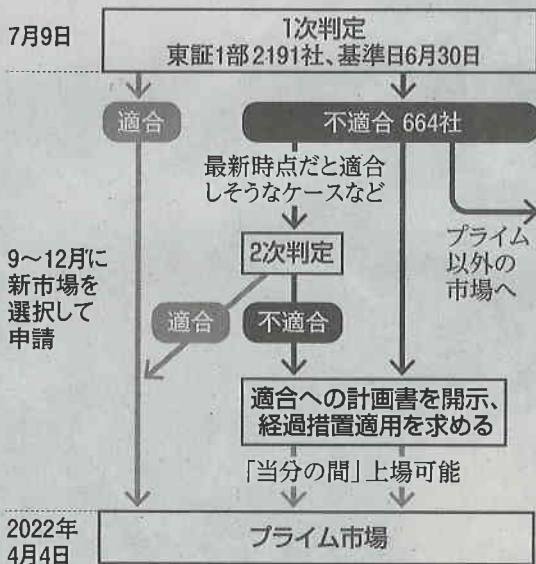 7月9日
1次判定
東証1部2191社、基準日6月30日
適合
不適合 664社
最新時点だと適合
しそうなケースなど
プライム
以外の
市場へ
9〜12月に
新市場を
選択して
申請
2次判定
適合
不適合
適合への計画書を開示、
経過措置適用を求める
「当分の間」上場可能
2022年
4月4日
プライム市場